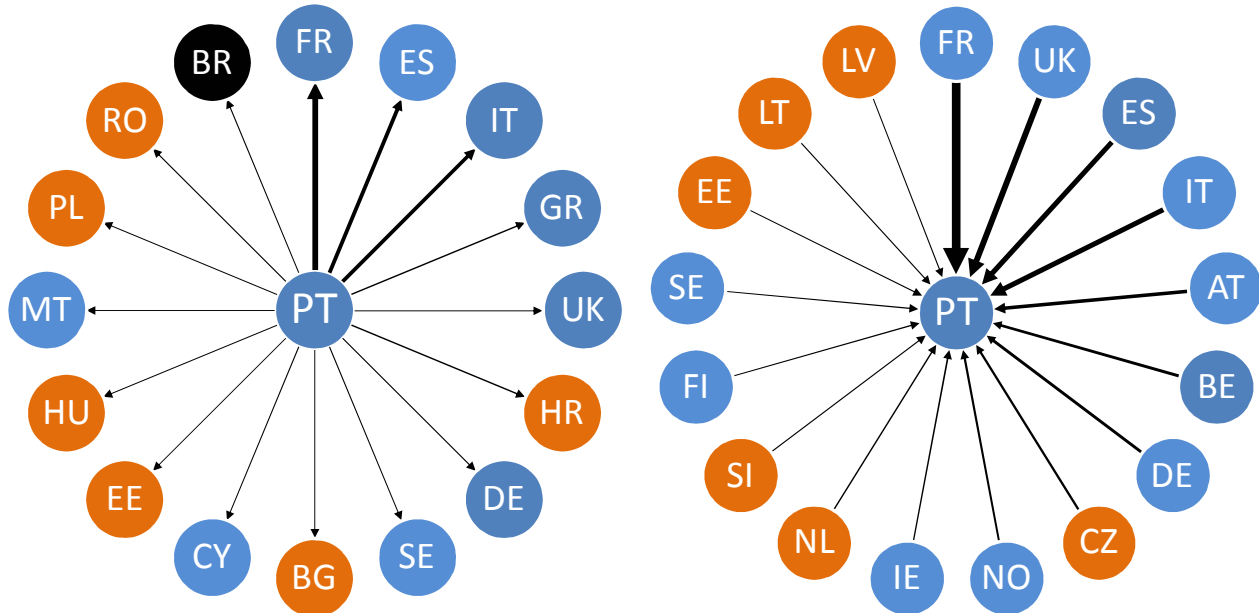 FR
ES
BR
IT
RO
GR
PL
PT
MT
UK
HU
HR
EE
DE
CY
SE
BG
FR
UK
LV
ES
LT
IT
EE
SE
AT
PT
FI
BE
SI
DE
NL
CZ
IE
NO